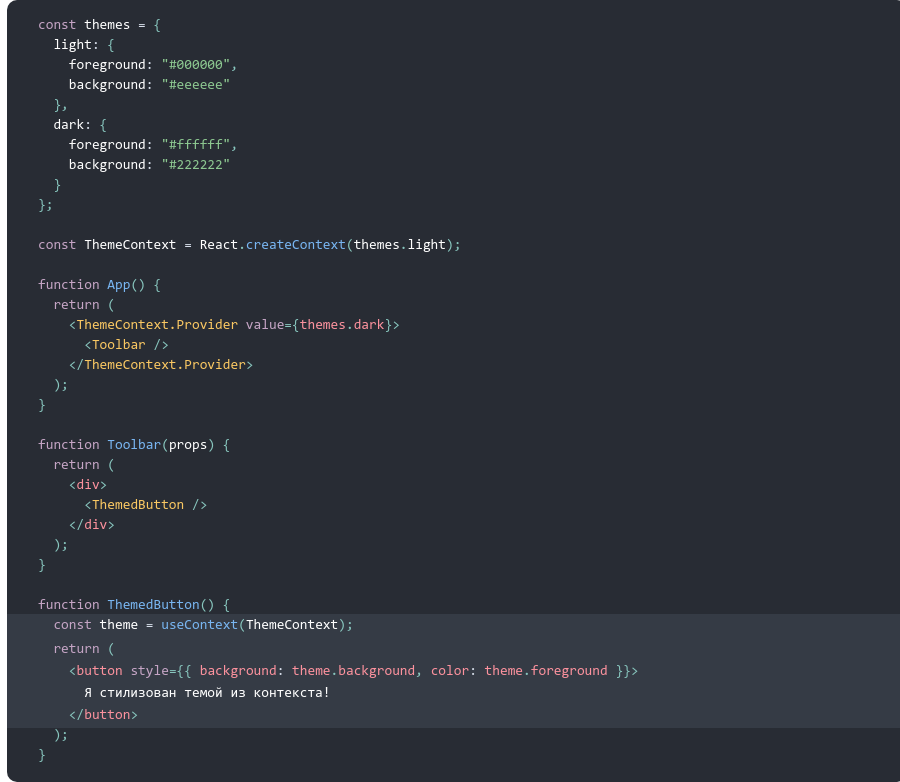 const themes = {
  light: {
    foreground: "#000000",
    background: "#eeeeee"
  },
  dark: {
    foreground: "#ffffff",
    background: "#222222"
  }
};

const ThemeContext = React.createContext(themes.light);

function App() {
  return (
    <ThemeContext.Provider value={themes.dark}>
      <Toolbar />
    </ThemeContext.Provider>
  );
}

function Toolbar(props) {
  return (
    <div>
      <ThemedButton />
    </div>
  );
}

function ThemedButton() {
  const theme = useContext(ThemeContext);
  return (
    <button style={{ background: theme.background, color: theme.foreground }}>
      Я стилизован темой из контекста!
    </button>
  );
}